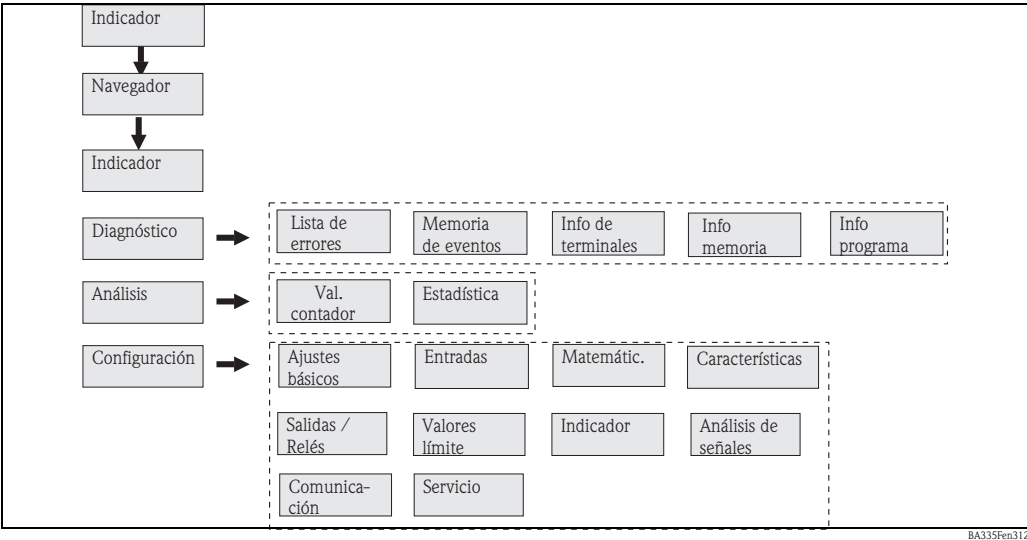 Indicador
Navegador
Indicador
Diagnóstico
Lista de
errores
Memoria
de eventos
Info de
terminales
Info
memoria
Info
programa
Análisis
Val.
contador
Estadística
Configuración
Ajustes
básicos
Entradas
Matemátic.
Características
Salidas /
Relés
Valores
límite
Indicador
Análisis de
señales
Comunica-
ción
Servicio
BA335Fen312